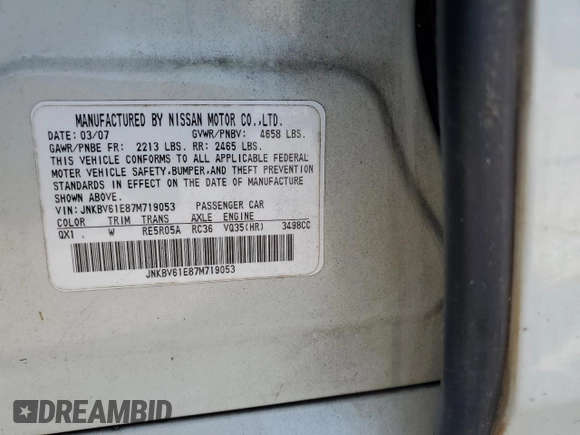 MANUFACTURED BY NISSAN MOTOR CO.,LTD.
DATE: 03/07 GVWR/PNBV: 4658 LBS.
GAWR/PNBE FR: 2213 LBS. RR: 2465 LBS.
THIS VEHICLE CONFORMS TO ALL APPLICABLE FEDERAL
MOTOR VEHICLE SAFETY, BUMPER, AND THEFT PREVENTION
STANDARDS IN EFFECT ON THE DATE OF MANUFACTURE
SHOWN ABOVE.
VIN: JNKBV61E87M719053 PASSENGER CAR
COLOR TRIM TRANS AXLE ENGINE
QX1 . W RE5R05A RC36 VQ35(HR) 3498CC
JNKBV61E87M719053
DREAMBID